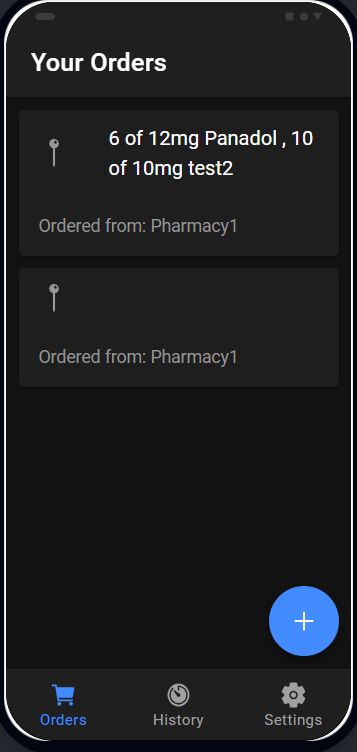 Your Orders
6 of 12mg Panadol , 10
of 10mg test2
Ordered from: Pharmacy1
Ordered from: Pharmacy1
Orders
History
Settings